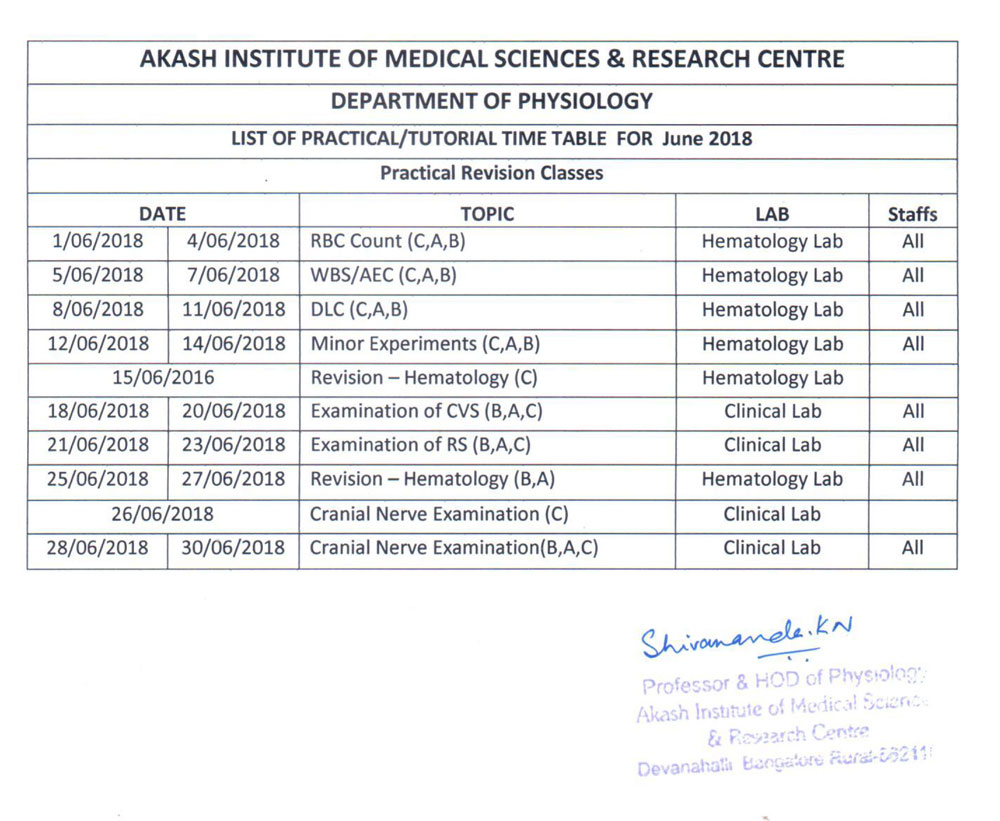 AKASH INSTITUTE OF MEDICAL SCIENCES & RESEARCH CENTRE
DEPARTMENT OF PHYSIOLOGY
LIST OF PRACTICAL/TUTORIAL TIME TABLE FOR June 2018
Practical Revision Classes
DATE TOPIC LAB Staffs
1/06/2018 4/06/2018 RBC Count (C,A,B) Hematology Lab All
5/06/2018 7/06/2018 WBS/AEC (C,A,B) Hematology Lab All
8/06/2018 11/06/2018 DLC (C,A,B) Hematology Lab All
12/06/2018 14/06/2018 Minor Experiments (C,A,B) Hematology Lab All
15/06/2016 Revision – Hematology (C) Hematology Lab
18/06/2018 20/06/2018 Examination of CVS (B,A,C) Clinical Lab All
21/06/2018 23/06/2018 Examination of RS (B,A,C) Clinical Lab All
25/06/2018 27/06/2018 Revision – Hematology (B,A) Hematology Lab All
26/06/2018 Cranial Nerve Examination (C) Clinical Lab
28/06/2018 30/06/2018 Cranial Nerve Examination(B,A,C) Clinical Lab All
Shivananda.KN
Professor & HOD of Physiology
Akash Institute of Medical Science
& Research Centre
Devanahalli Bangalore Rural-